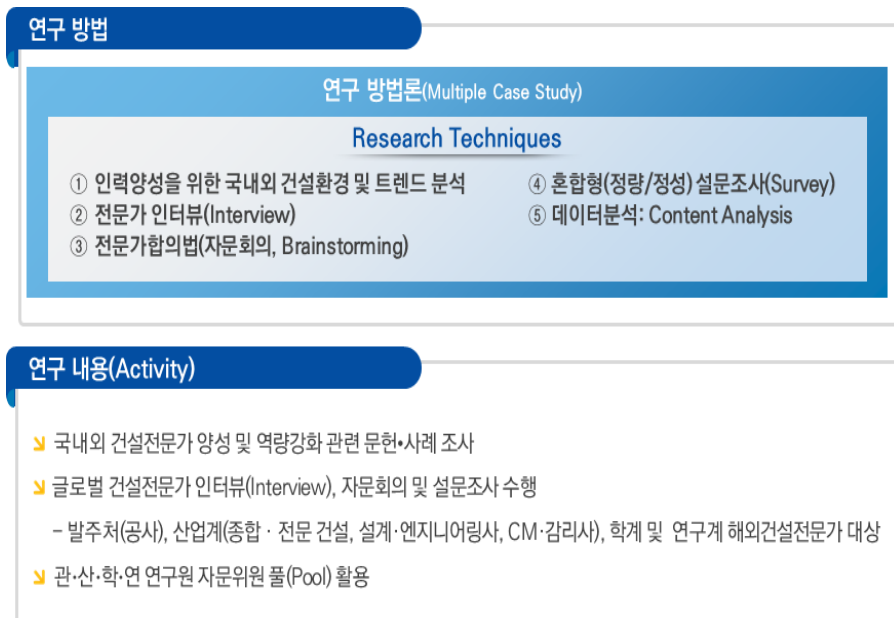 연구 방법
연구 방법론(Multiple Case Study)
Research Techniques
① 인력양성을 위한 국내외 건설환경 및 트렌드 분석
② 전문가 인터뷰(Interview)
③ 전문가합의법(자문회의, Brainstorming)
④ 혼합형(정량/정성) 설문조사(Survey)
⑤ 데이터분석: Content Analysis
연구 내용(Activity)
국내외 건설전문가 양성 및 역량강화 관련 문헌•사례 조사
글로벌 건설전문가 인터뷰(Interview), 자문회의 및 설문조사 수행
– 발주처(공사), 산업계(종합 · 전문 건설, 설계·엔지니어링사, CM·감리사), 학계 및 연구계 해외건설전문가 대상
관·산·학·연 연구원 자문위원 풀(Pool) 활용